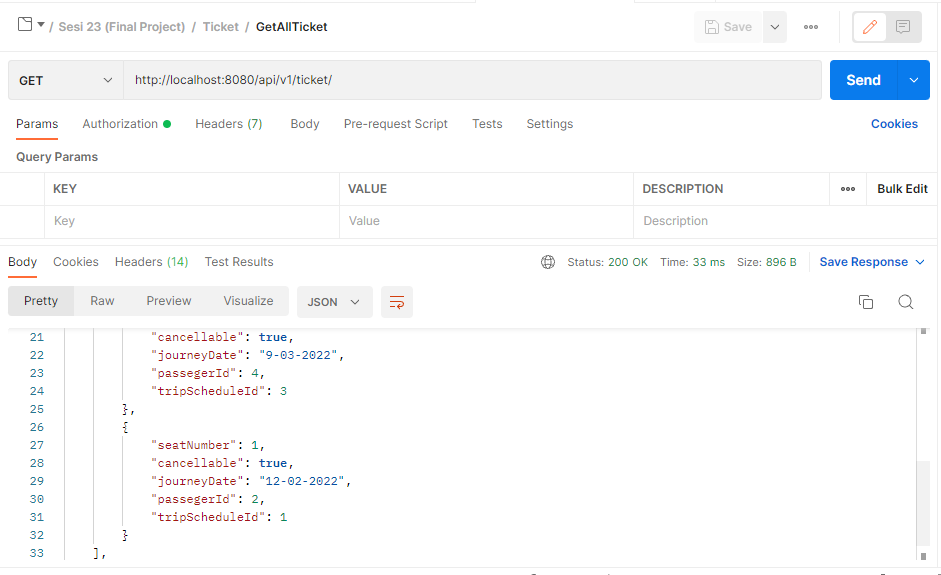 / Sesi 23 (Final Project) / Ticket / GetAllTicket Save ooo
GET http://localhost:8080/api/v1/ticket/ Send
Params Authorization Headers (7) Body Pre-request Script Tests Settings Cookies
Query Params
KEY VALUE DESCRIPTION ooo Bulk Edit
Key Value Description
Body Cookies Headers (14) Test Results Status: 200 OK Time: 33 ms Size: 896 B Save Response
Pretty Raw Preview Visualize JSON
21 "cancellable": true,
22 "journeyDate": "9-03-2022",
23 "passegerId": 4,
24 "tripScheduleId": 3
25 },
26 {
27 "seatNumber": 1,
28 "cancellable": true,
29 "journeyDate": "12-02-2022",
30 "passegerId": 2,
31 "tripScheduleId": 1
32 }
33 ],